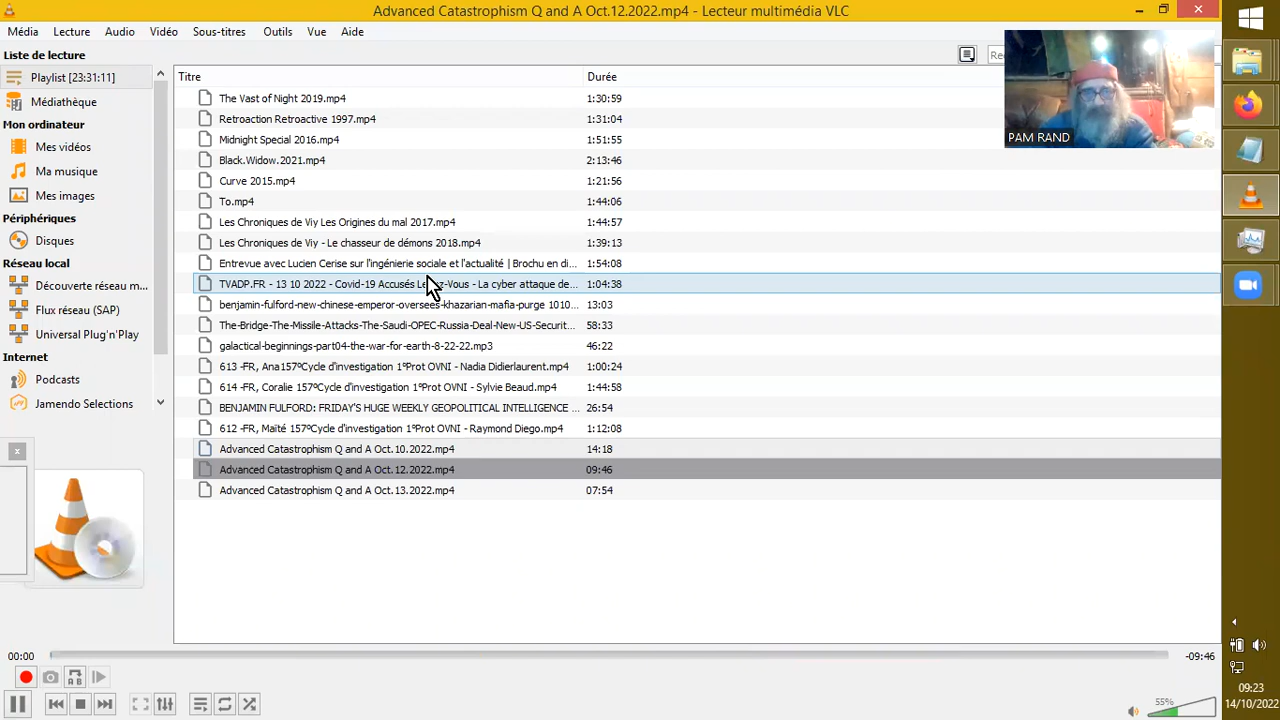 Advanced Catastrophism Q and A Oct.12.2022.mp4 - Lecteur multimédia VLC
Média Lecture Audio Vidéo Sous-titres Outils Vue Aide
Liste de lecture
Playlist [23:31:11]
Médiathèque
Mon ordinateur
Mes vidéos
Ma musique
Mes images
Périphériques
Disques
Réseau local
Découverte réseau m...
Flux réseau (SAP)
Universal Plug'n'Play
Internet
Podcasts
Jamendo Selections
Titre Durée
The Vast of Night 2019.mp4 1:30:59
Retroaction Retroactive 1997.mp4 1:31:04
Midnight Special 2016.mp4 1:51:55
Black.Widow.2021.mp4 2:13:46
Curve 2015.mp4 1:21:56
To.mp4 1:44:06
Les Chroniques de Viy Les Origines du mal 2017.mp4 1:44:57
Les Chroniques de Viy - Le chasseur de démons 2018.mp4 1:39:13
Entrevue avec Lucien Cerise sur l'ingénierie sociale et l'actualité | Brochu en di... 1:54:08
TVADP.FR - 13 10 2022 - Covid-19 Accusés -Vous - La cyber attaque de... 1:04:38
benjamin-fulford-new-chinese-emperor-oversees-khazarian-mafia-purge 1010... 13:03
The-Bridge-The-Missile-Attacks-The-Saudi-OPEC-Russia-Deal-New-US-Securit... 58:33
galactical-beginnings-part04-the-war-for-earth-8-22-22.mp3 46:22
613 -FR, Ana157ºCycle d'investigation 1ºProt OVNI - Nadia Didierlaurent.mp4 1:00:24
614 -FR, Coralie 157ºCycle d'investigation 1ºProt OVNI - Sylvie Beaud.mp4 1:44:58
BENJAMIN FULFORD: FRIDAY'S HUGE WEEKLY GEOPOLITICAL INTELLIGENCE ... 26:54
612 -FR, Maïté 157ºCycle d'investigation 1ºProt OVNI - Raymond Diego.mp4 1:12:08
Advanced Catastrophism Q and A Oct.10.2022.mp4 14:18
Advanced Catastrophism Q and A Oct.12.2022.mp4 09:46
Advanced Catastrophism Q and A Oct.13.2022.mp4 07:54
PAM RAND
00:00 -09:46
55%
09:23
14/10/2022